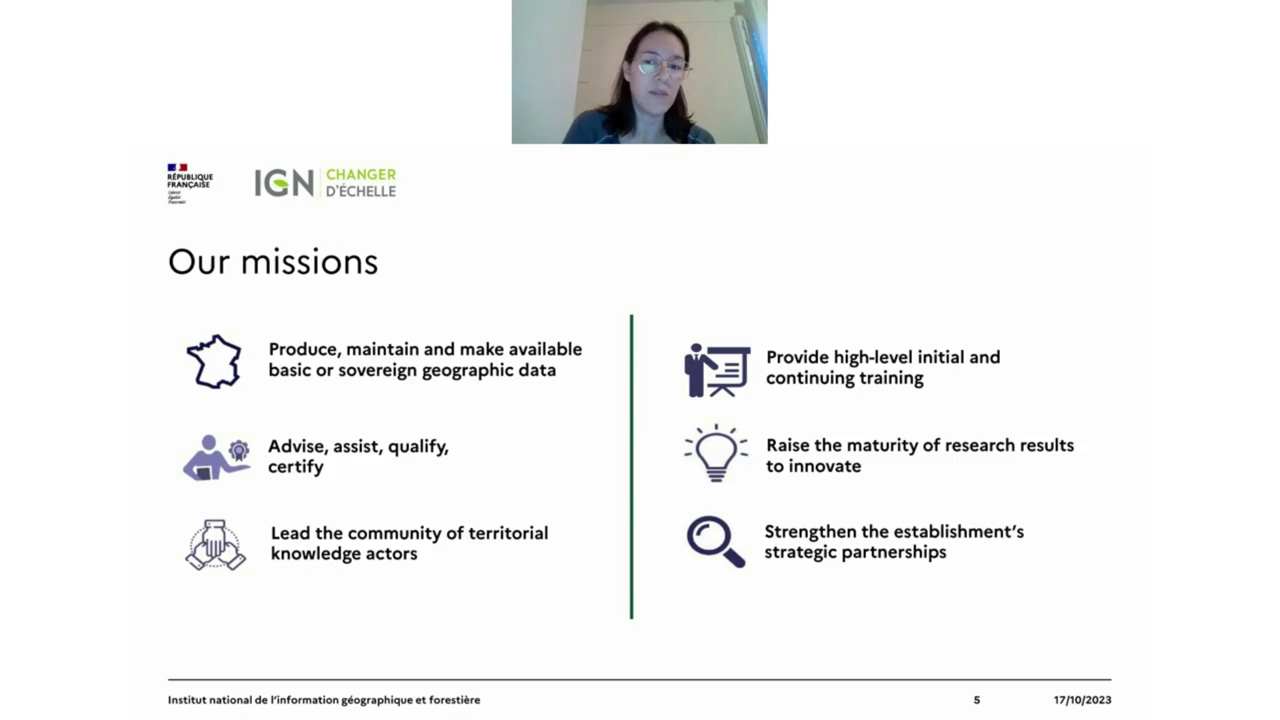 RÉPUBLIQUE
FRANÇAISE
Liberté
Égalité
Fraternité
IGN
CHANGER
D'ÉCHELLE
Our missions
Produce, maintain and make available
basic or sovereign geographic data
Advise, assist, qualify,
certify
Lead the community of territorial
knowledge actors
Provide high-level initial and
continuing training
Raise the maturity of research results
to innovate
Strengthen the establishment's
strategic partnerships
Institut national de l'information géographique et forestière
5
17/10/2023